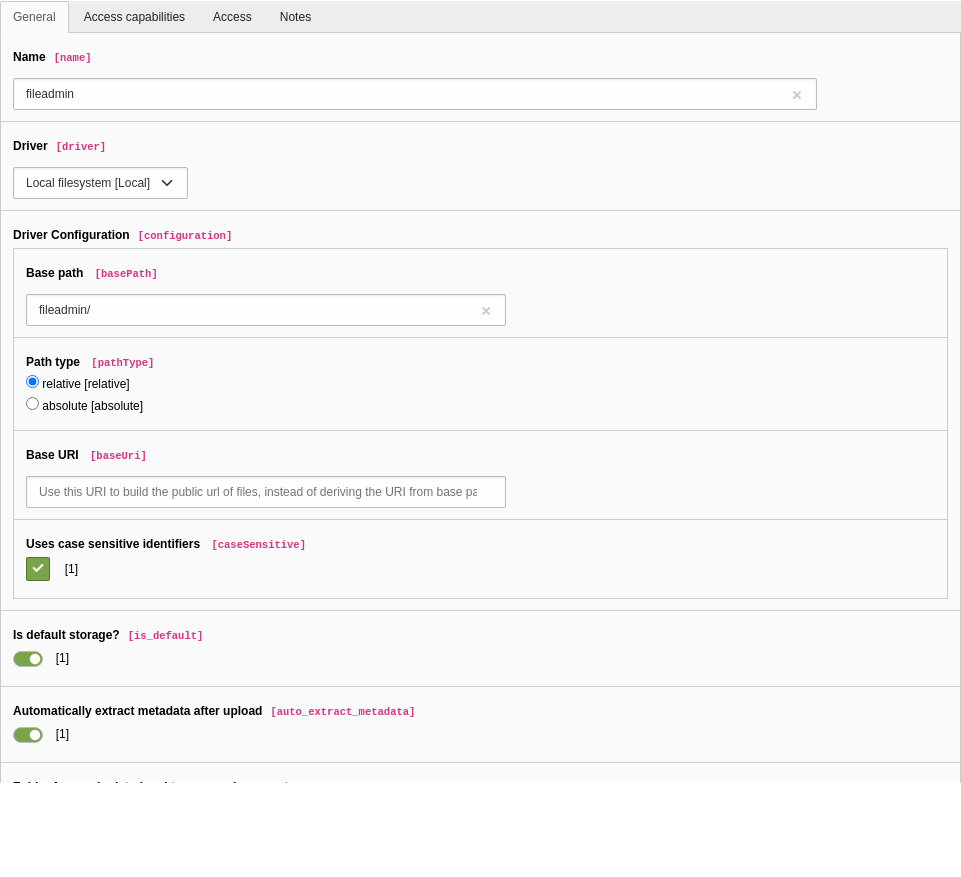 General Access capabilities Access Notes
Name [name]
fileadmin
Driver [driver]
Local filesystem [Local]
Driver Configuration [configuration]
Base path [basePath]
fileadmin/
Path type [pathType]
relative [relative]
absolute [absolute]
Base URI [baseUri]
Use this URI to build the public url of files, instead of deriving the URI from base pa
Uses case sensitive identifiers [caseSensitive]
[1]
Is default storage? [is_default]
[1]
Automatically extract metadata after upload [auto_extract_metadata]
[1]